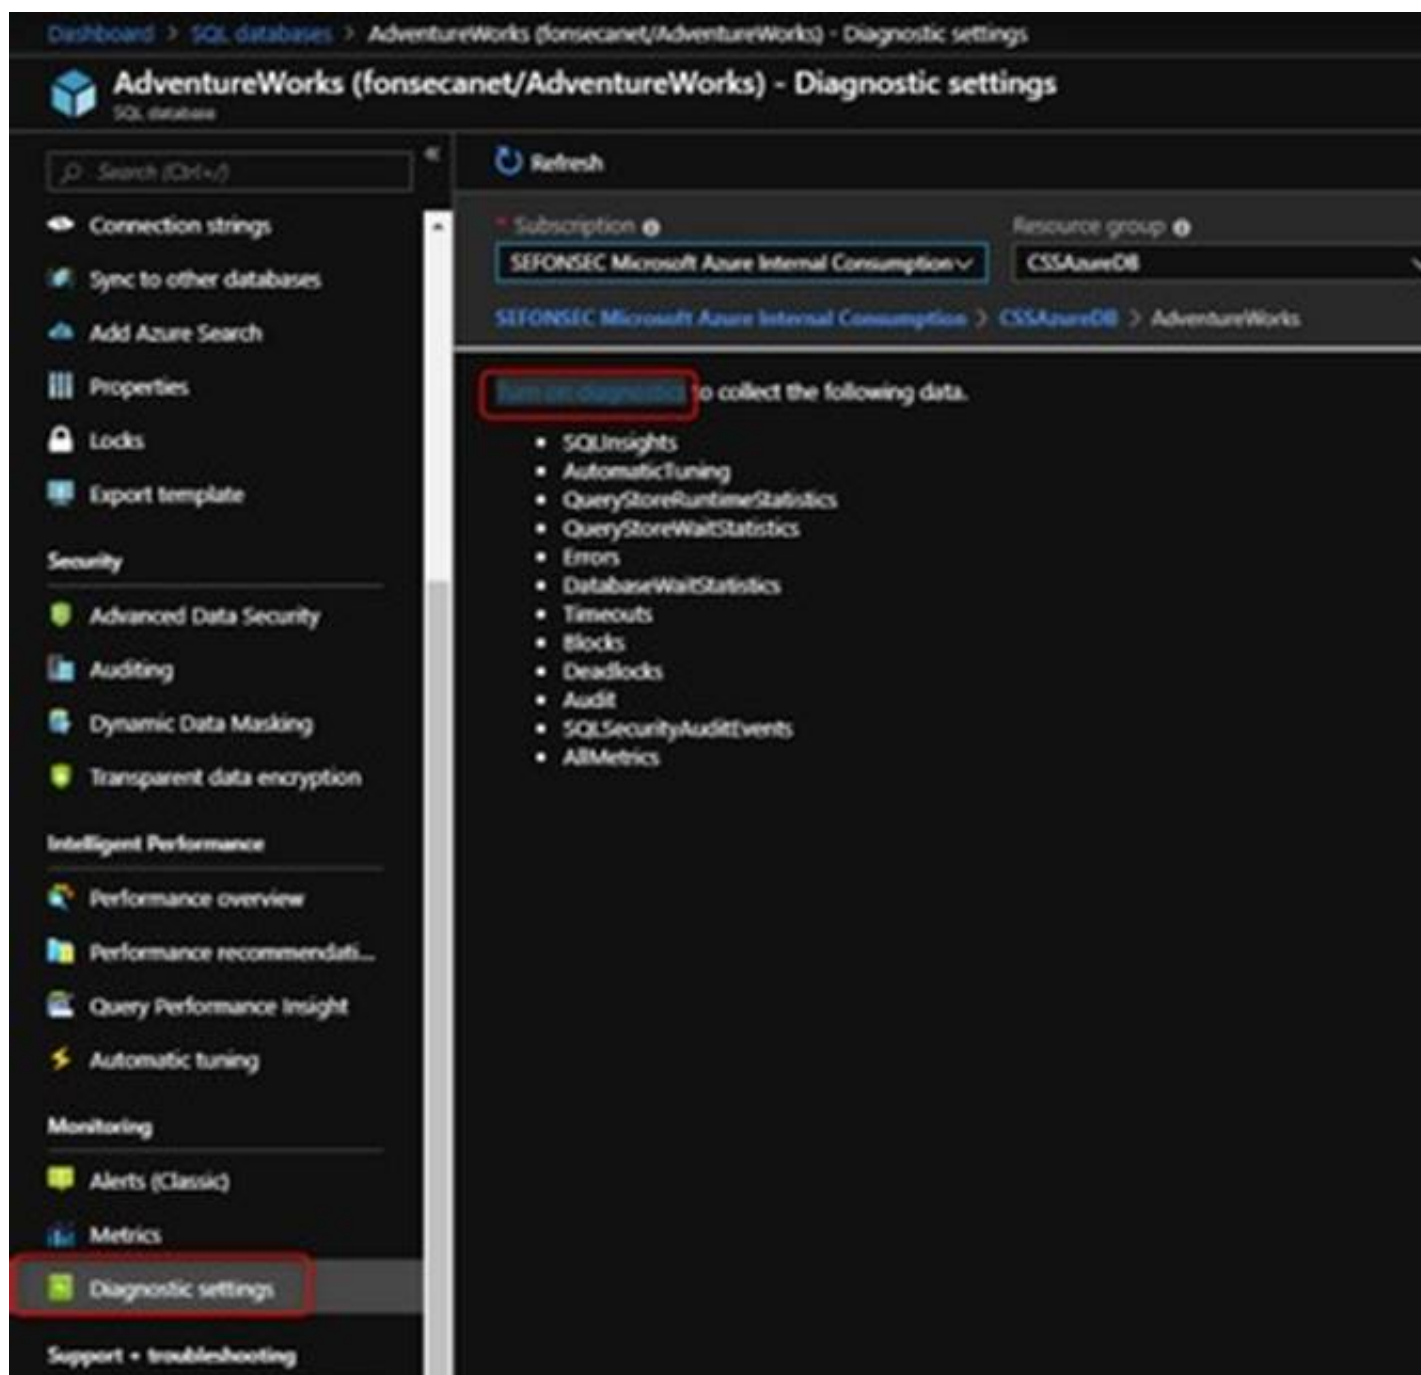 Dashboard > SQL databases > AdventureWorks (fonsecanet/AdventureWorks) - Diagnostic settings
AdventureWorks (fonsecanet/AdventureWorks) - Diagnostic settings
SQL database
Search (Ctrl+/)
«
Connection strings
Sync to other databases
Add Azure Search
Properties
Locks
Export template
Security
Advanced Data Security
Auditing
Dynamic Data Masking
Transparent data encryption
Intelligent Performance
Performance overview
Performance recommendati...
Query Performance Insight
Automatic tuning
Monitoring
Alerts (Classic)
Metrics
Diagnostic settings
Support + troubleshooting
Refresh
* Subscription
SEFONSEC Microsoft Azure Internal Consumption
Resource group
CSSAzureDB
SEFONSEC Microsoft Azure Internal Consumption > CSSAzureDB > AdventureWorks
Turn on diagnostics to collect the following data.
• SQLInsights
• AutomaticTuning
• QueryStoreRuntimeStatistics
• QueryStoreWaitStatistics
• Errors
• DatabaseWaitStatistics
• Timeouts
• Blocks
• Deadlocks
• Audit
• SQLSecurityAuditEvents
• AllMetrics